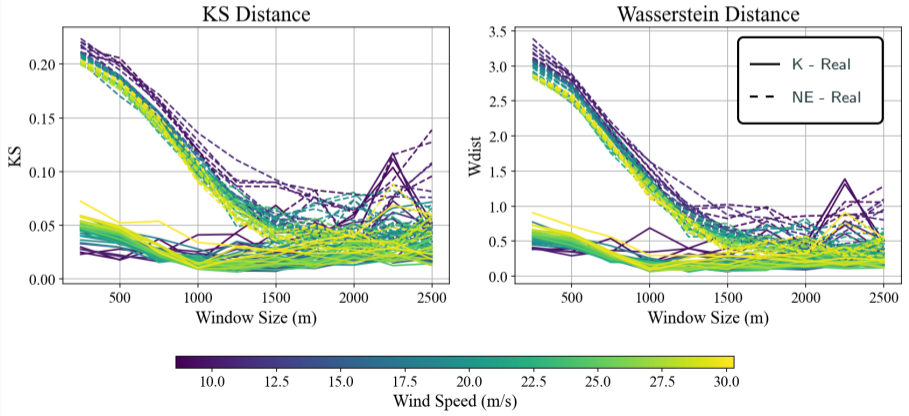 KS Distance
Wasserstein Distance
KS
0.20
0.15
0.10
0.05
0.00
500 1000 1500 2000 2500
Window Size (m)
Wdist
3.5
3.0
2.5
2.0
1.5
1.0
0.5
0.0
500 1000 1500 2000 2500
Window Size (m)
K - Real
NE - Real
10.0 12.5 15.0 17.5 20.0 22.5 25.0 27.5 30.0
Wind Speed (m/s)